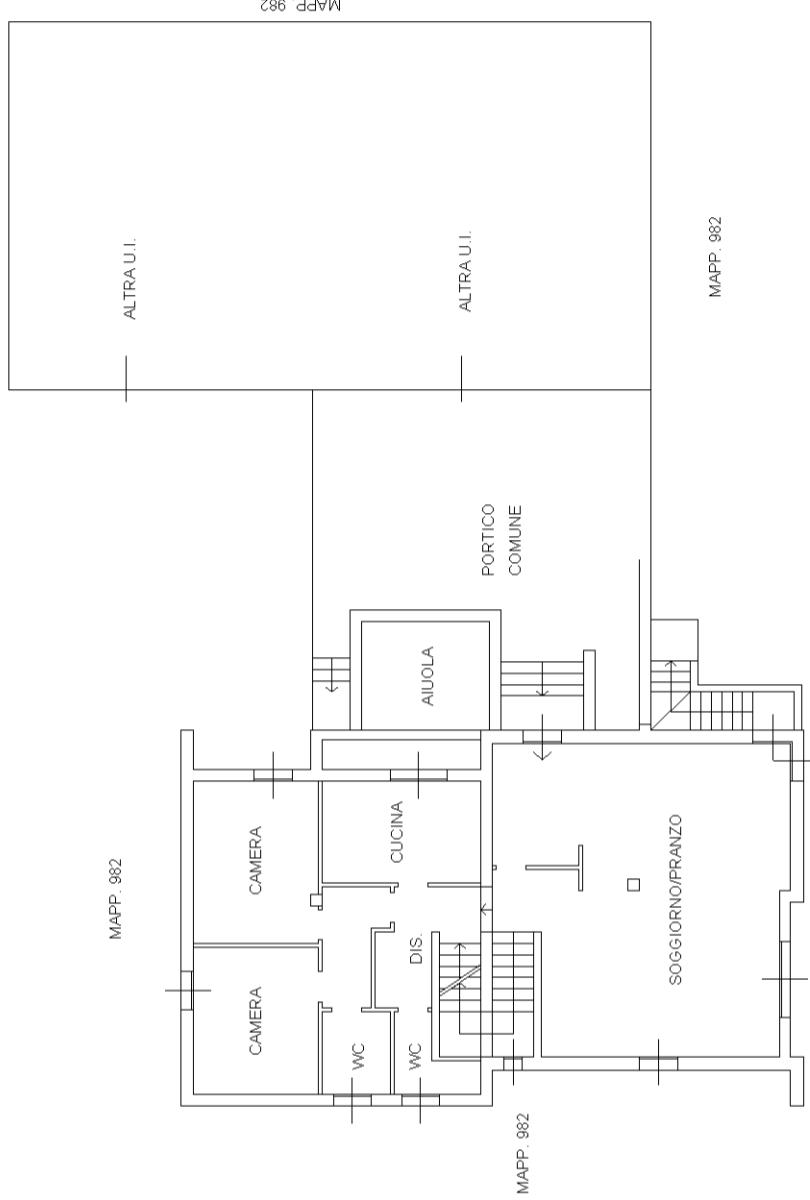 MAPP. 982
ALTRA U.I.
ALTRA U.I.
MAPP. 982
PORTICO
COMUNE
AIUOLA
MAPP. 982
CAMERA
CUCINA
SOGGIORNO/PRANZO
CAMERA
DIS.
WC
WC
MAPP. 982